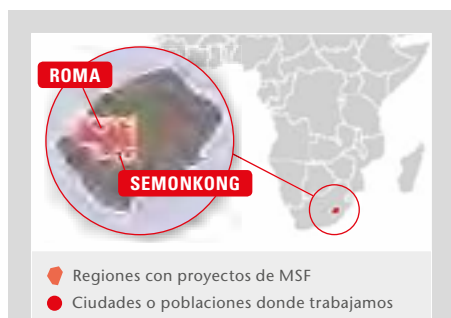 ROMA
SEMONKONG
Regiones con proyectos de MSF
Ciudades o poblaciones donde trabajamos